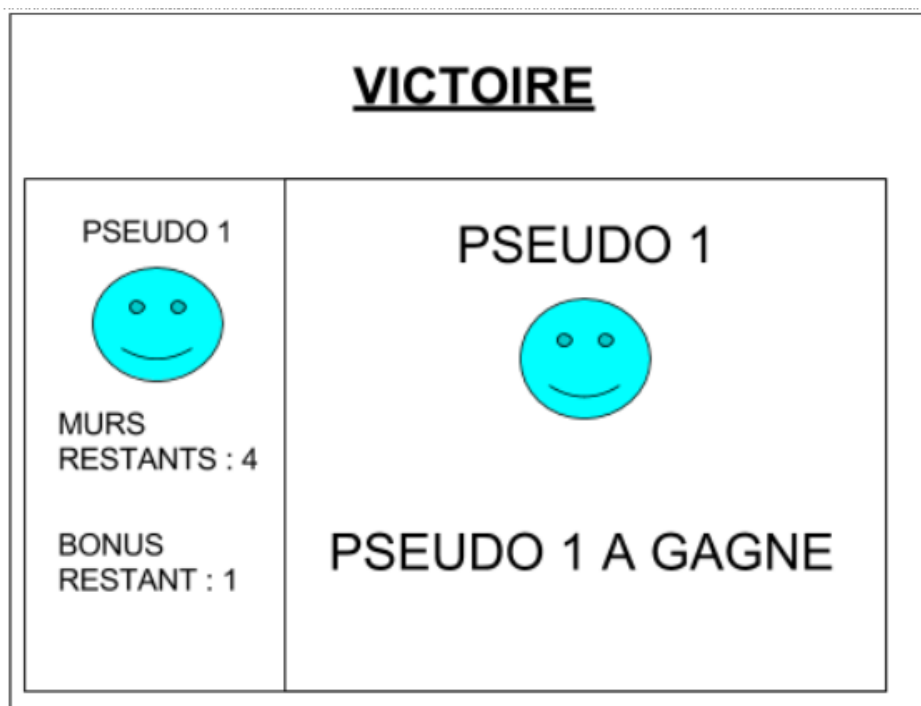 VICTOIRE
PSEUDO 1
MURS
RESTANTS : 4
BONUS
RESTANT : 1
PSEUDO 1
PSEUDO 1 A GAGNE